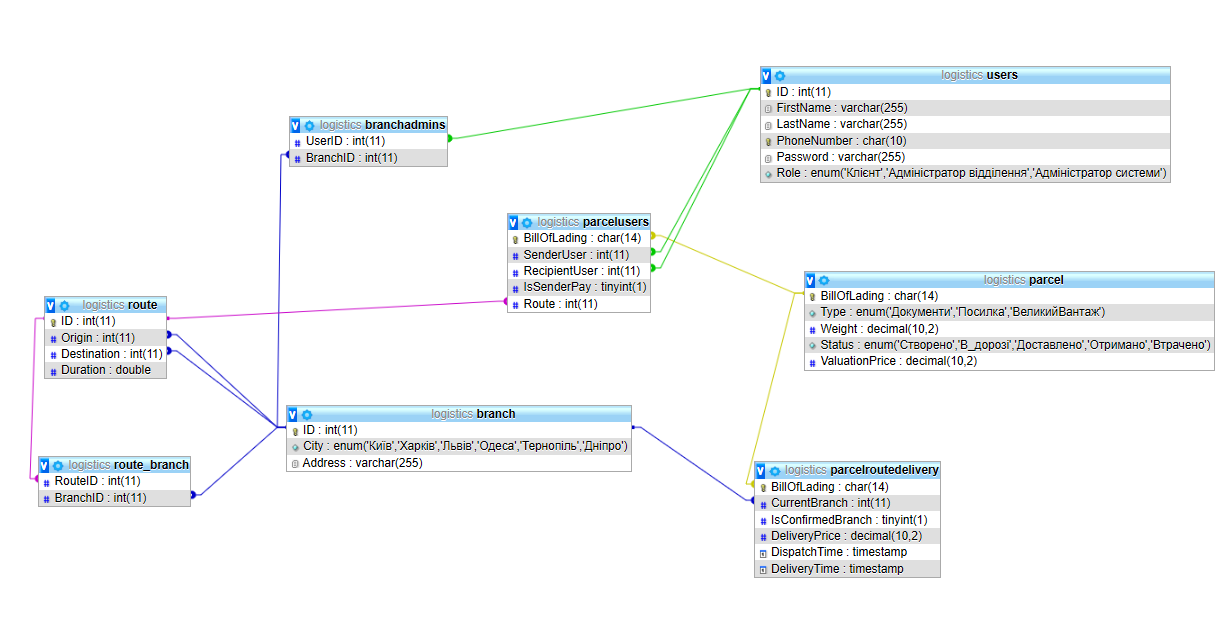 logistics users
ID : int(11)
FirstName : varchar(255)
LastName : varchar(255)
PhoneNumber : char(10)
Password : varchar(255)
Role : enum('Клієнт','Адміністратор відділення','Адміністратор системи')
logistics branchadmins
UserID : int(11)
BranchID : int(11)
logistics parcelusers
BillOfLading : char(14)
SenderUser : int(11)
RecipientUser : int(11)
IsSenderPay : tinyint(1)
Route : int(11)
logistics parcel
BillOfLading : char(14)
Type : enum('Документи','Посилка','ВеликийВантаж')
Weight : decimal(10,2)
Status : enum('Створено','В_дорозі','Доставлено','Отримано','Втрачено')
ValuationPrice : decimal(10,2)
logistics route
ID : int(11)
Origin : int(11)
Destination : int(11)
Duration : double
logistics branch
ID : int(11)
City : enum('Київ','Харків','Львів','Одеса','Тернопіль','Дніпро')
Address : varchar(255)
logistics route_branch
RouteID : int(11)
BranchID : int(11)
logistics parcelroutedelivery
BillOfLading : char(14)
CurrentBranch : int(11)
IsConfirmedBranch : tinyint(1)
DeliveryPrice : decimal(10,2)
DispatchTime : timestamp
DeliveryTime : timestamp